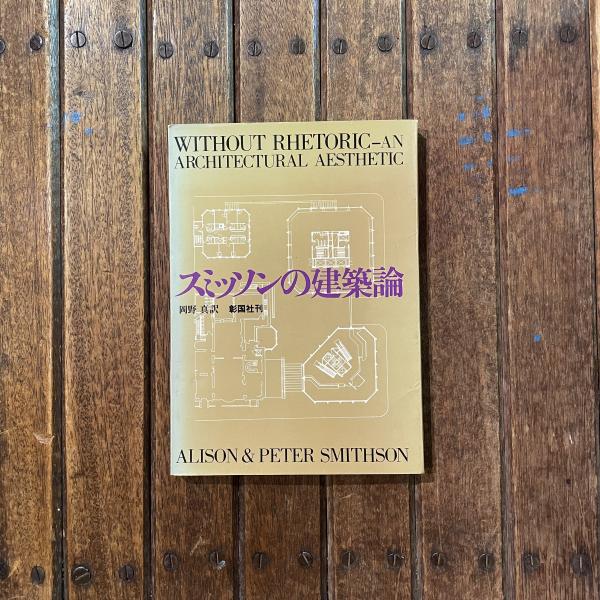 WITHOUT RHETORIC–AN
ARCHITECTURAL AESTHETIC
スミッソンの建築論
岡野 真訳 彰国社刊
ALISON & PETER SMITHSON